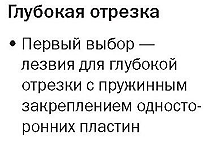 Глубокая отрезка
• Первый выбор —
лезвия для глубокой
отрезки с пружинным
закреплением односто-
ронних пластин